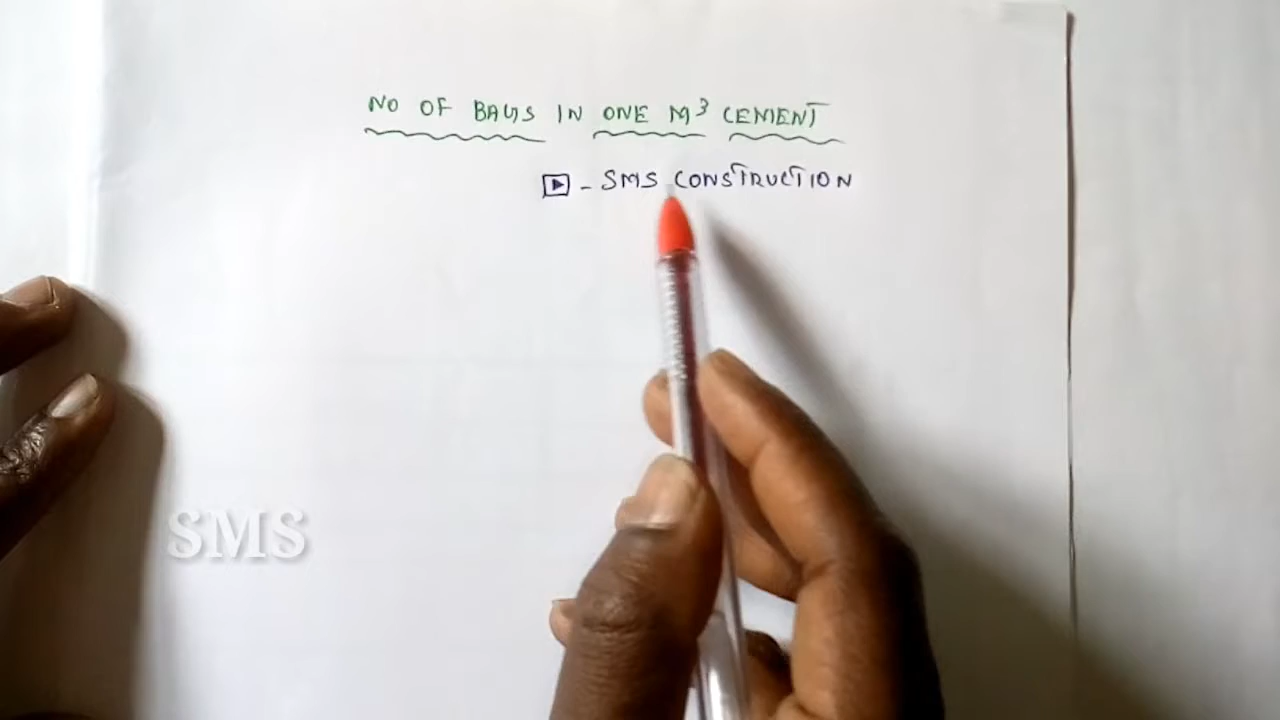 NO OF BAGS IN ONE M³ CEMENT
- SMS CONSTRUCTION
SMS